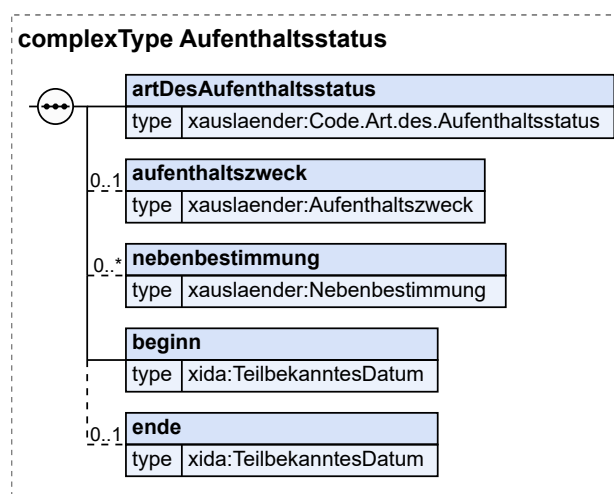 complexType Aufenthaltsstatus
artDesAufenthaltsstatus
type xauslaender:Code.Art.des.Aufenthaltsstatus
0..1
aufenthaltszweck
type xauslaender:Aufenthaltszweck
0..*
nebenbestimmung
type xauslaender:Nebenbestimmung
beginn
type xida:TeilbekanntesDatum
0..1
ende
type xida:TeilbekanntesDatum